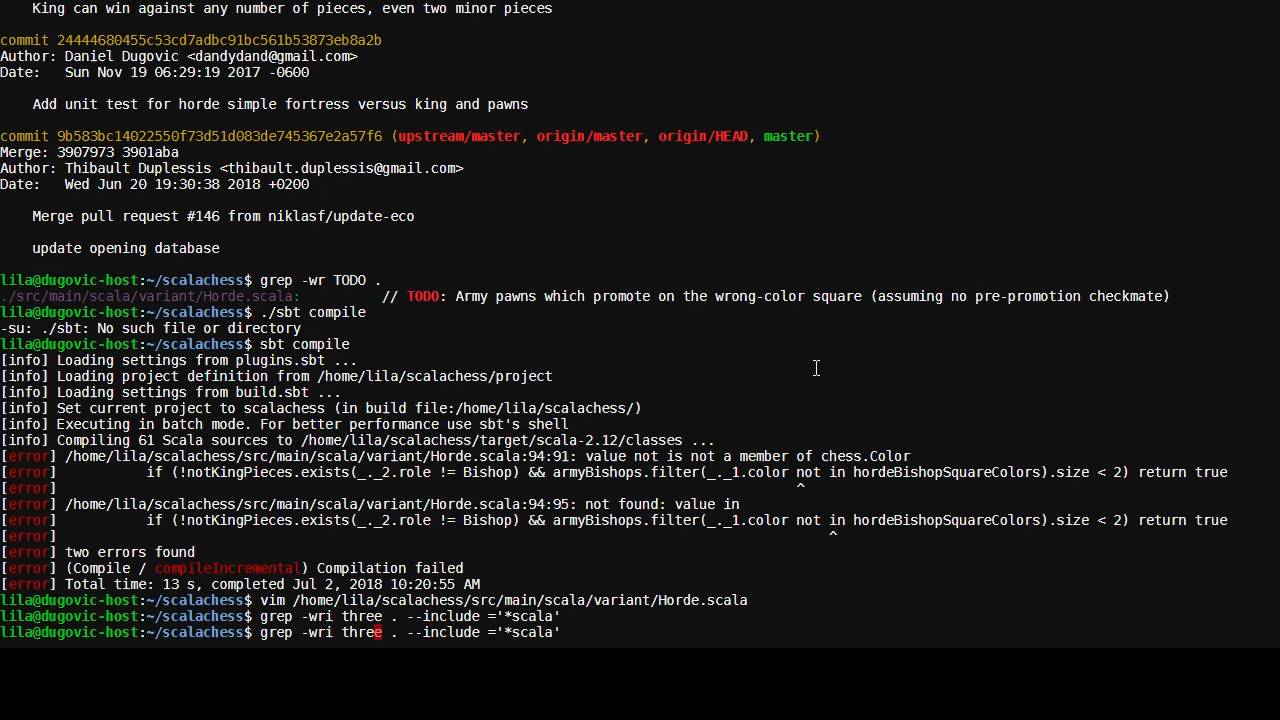 King can win against any number of pieces, even two minor pieces
commit 24444680455c53cd7adbc91bc561b53873eb8a2b
Author: Daniel Dugovic <dandydand@gmail.com>
Date:   Sun Nov 19 06:29:19 2017 -0600
Add unit test for horde simple fortress versus king and pawns
commit 9b583bc14022550f73d51d083de745367e2a57f6 (upstream/master, origin/master, origin/HEAD, master)
Merge: 3907973 3901aba
Author: Thibault Duplessis <thibault.duplessis@gmail.com>
Date:   Wed Jun 20 19:30:38 2018 +0200
Merge pull request #146 from niklasf/update-eco
update opening database
lila@dugovic-host:~/scalachess$ grep -wr TODO .
./src/main/scala/variant/Horde.scala:          // TODO: Army pawns which promote on the wrong-color square (assuming no pre-promotion checkmate)
lila@dugovic-host:~/scalachess$ ./sbt compile
-su: ./sbt: No such file or directory
lila@dugovic-host:~/scalachess$ sbt compile
[info] Loading settings from plugins.sbt ...
[info] Loading project definition from /home/lila/scalachess/project
[info] Loading settings from build.sbt ...
[info] Set current project to scalachess (in build file:/home/lila/scalachess/)
[info] Executing in batch mode. For better performance use sbt's shell
[info] Compiling 61 Scala sources to /home/lila/scalachess/target/scala-2.12/classes ...
[error] /home/lila/scalachess/src/main/scala/variant/Horde.scala:94:91: value not is not a member of chess.Color
[error]           if (!notKingPieces.exists(_._2.role != Bishop) && armyBishops.filter(_._1.color not in hordeBishopSquareColors).size < 2) return true
[error]                                                                                           ^
[error] /home/lila/scalachess/src/main/scala/variant/Horde.scala:94:95: not found: value in
[error]           if (!notKingPieces.exists(_._2.role != Bishop) && armyBishops.filter(_._1.color not in hordeBishopSquareColors).size < 2) return true
[error]                                                                                               ^
[error] two errors found
[error] (Compile / compileIncremental) Compilation failed
[error] Total time: 13 s, completed Jul 2, 2018 10:20:55 AM
lila@dugovic-host:~/scalachess$ vim /home/lila/scalachess/src/main/scala/variant/Horde.scala
lila@dugovic-host:~/scalachess$ grep -wri three . --include ='*scala'
lila@dugovic-host:~/scalachess$ grep -wri three . --include ='*scala'